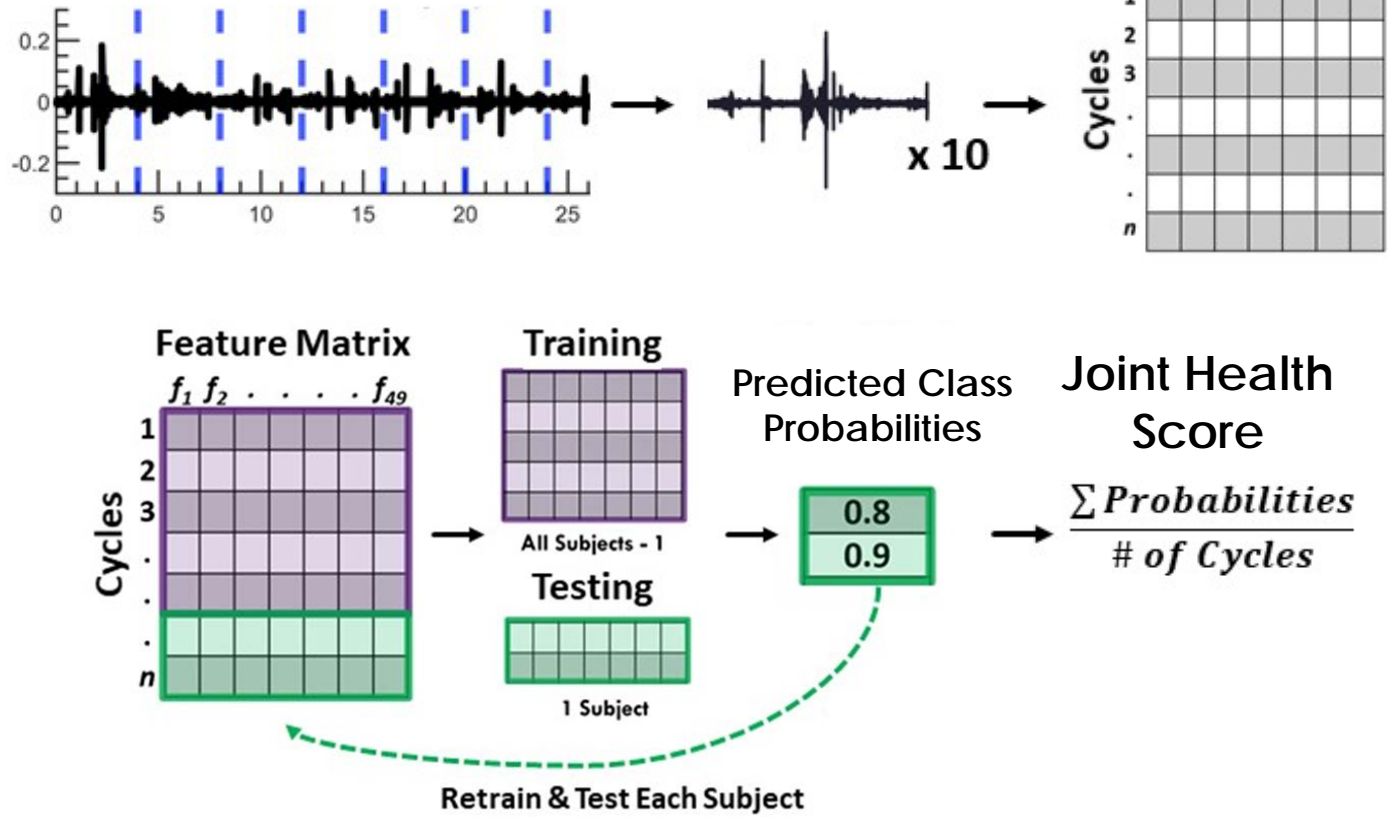 0.2
0
-0.2
0 5 10 15 20 25
x 10
Cycles
2
3
.
.
.
n
Feature Matrix
f1 f2 . . . . f49
Cycles
1
2
3
.
.
.
n
Training
All Subjects - 1
Testing
1 Subject
Predicted Class
Probabilities
0.8
0.9
Joint Health
Score
∑ Probabilities
# of Cycles
Retrain & Test Each Subject